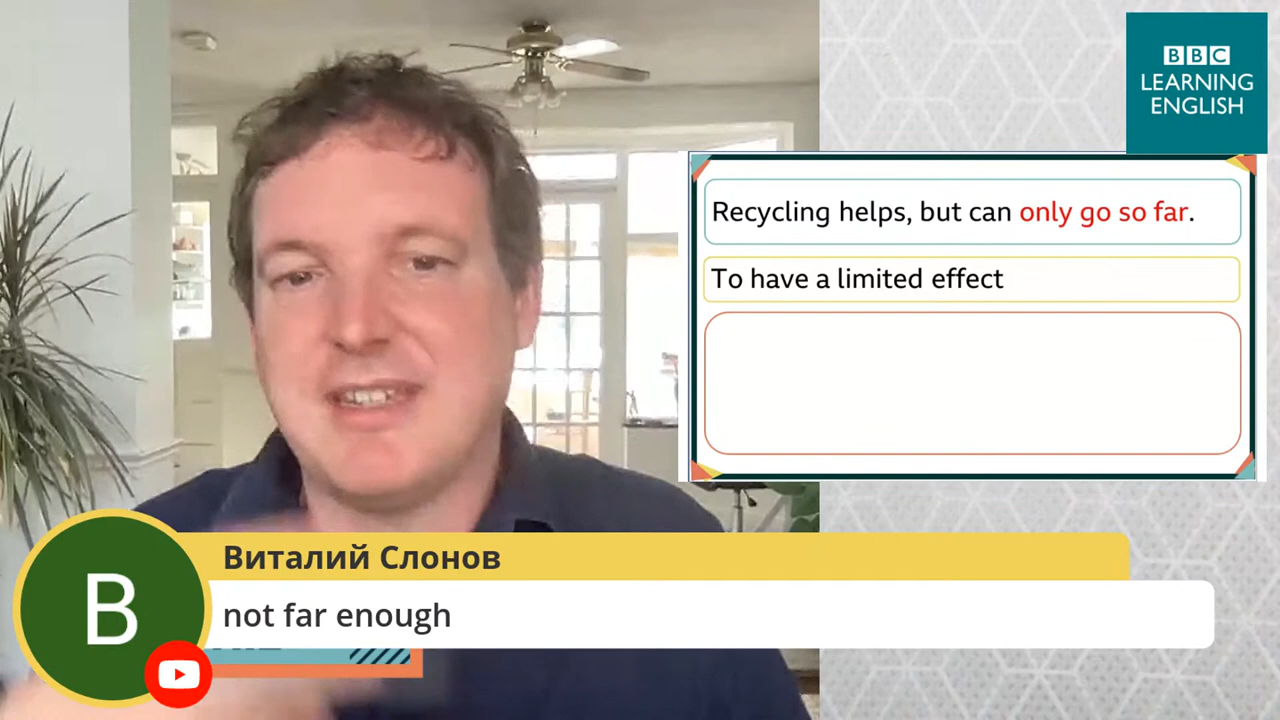 BBC
LEARNING
ENGLISH
Recycling helps, but can only go so far.
To have a limited effect
В
Виталий Слонов
not far enough